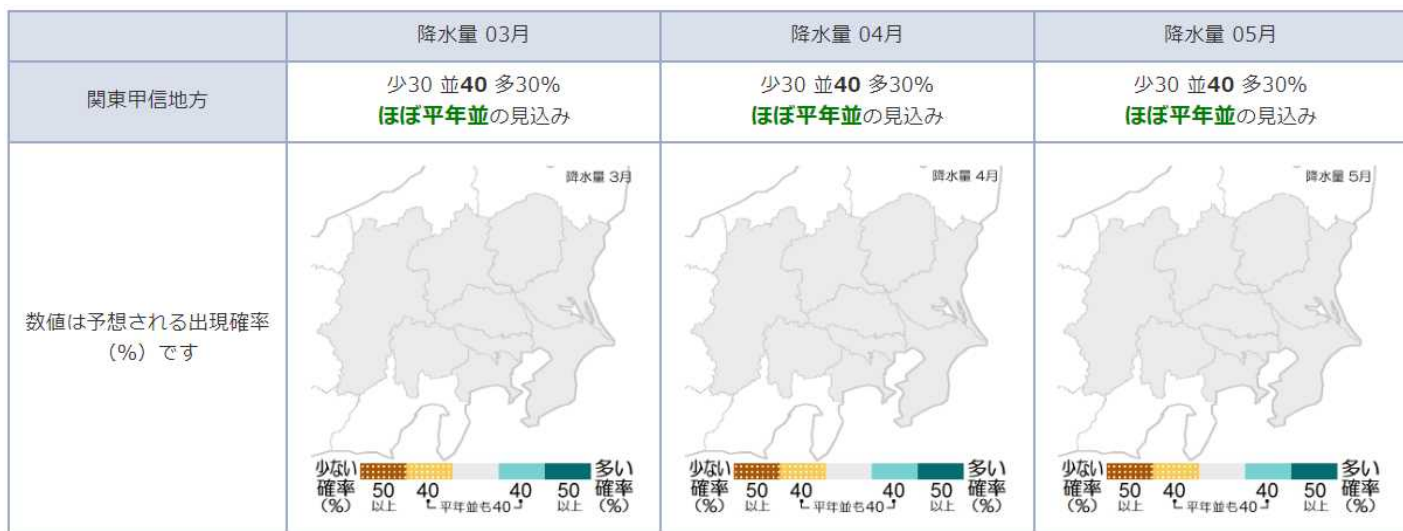 降水量 03月
降水量 04月
降水量 05月
関東甲信地方
少30 並40 多30%
ほぼ平年並の見込み
少30 並40 多30%
ほぼ平年並の見込み
少30 並40 多30%
ほぼ平年並の見込み
数値は予想される出現確率
（%）です
降水量 3月
少ない
確率
(%)
50
以上
40
平年並も40
40
50
以上
多い
確率
(%)
降水量 4月
少ない
確率
(%)
50
以上
40
平年並も40
40
50
以上
多い
確率
(%)
降水量 5月
少ない
確率
(%)
50
以上
40
平年並も40
40
50
以上
多い
確率
(%)